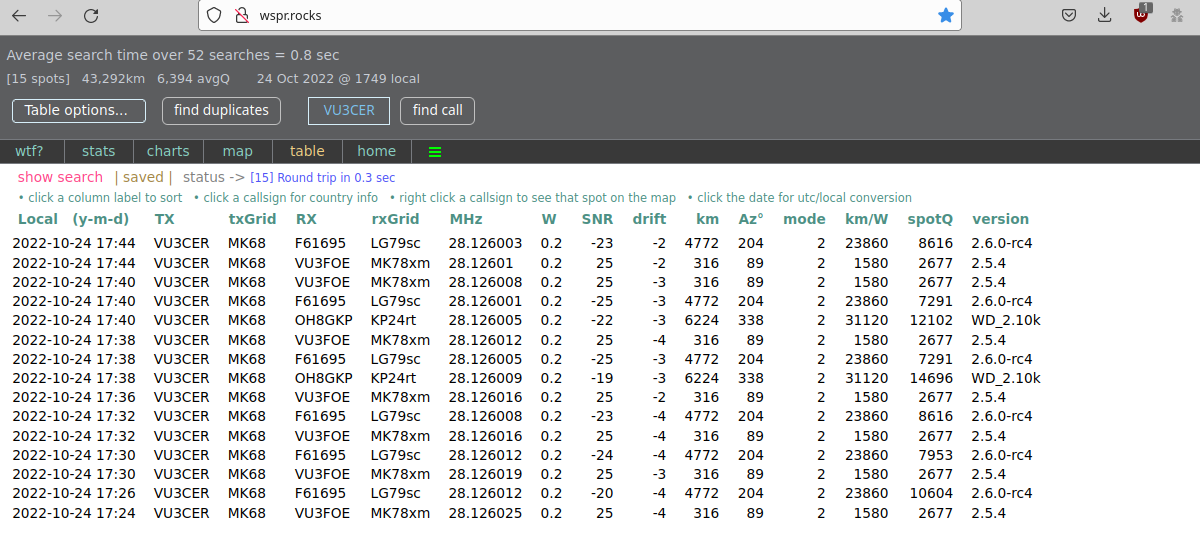 wspr.rocks
1
Average search time over 52 searches = 0.8 sec
[15 spots] 43,292km 6,394 avgQ 24 Oct 2022 @ 1749 local
Table options... find duplicates VU3CER find call
wtf? stats charts map table home
show search | saved | status -> [15] Round trip in 0.3 sec
• click a column label to sort • click a callsign for country info • right click a callsign to see that spot on the map • click the date for utc/local conversion
Local (y-m-d) TX txGrid RX rxGrid MHz W SNR drift km Az° mode km/W spotQ version
2022-10-24 17:44 VU3CER MK68 F61695 LG79sc 28.126003 0.2 -23 -2 4772 204 2 23860 8616 2.6.0-rc4
2022-10-24 17:44 VU3CER MK68 VU3FOE MK78xm 28.12601 0.2 25 -2 316 89 2 1580 2677 2.5.4
2022-10-24 17:40 VU3CER MK68 VU3FOE MK78xm 28.126008 0.2 25 -3 316 89 2 1580 2677 2.5.4
2022-10-24 17:40 VU3CER MK68 F61695 LG79sc 28.126001 0.2 -25 -3 4772 204 2 23860 7291 2.6.0-rc4
2022-10-24 17:40 VU3CER MK68 OH8GKP KP24rt 28.126005 0.2 -22 -3 6224 338 2 31120 12102 WD_2.10k
2022-10-24 17:38 VU3CER MK68 VU3FOE MK78xm 28.126012 0.2 25 -4 316 89 2 1580 2677 2.5.4
2022-10-24 17:38 VU3CER MK68 F61695 LG79sc 28.126005 0.2 -25 -3 4772 204 2 23860 7291 2.6.0-rc4
2022-10-24 17:38 VU3CER MK68 OH8GKP KP24rt 28.126009 0.2 -19 -3 6224 338 2 31120 14696 WD_2.10k
2022-10-24 17:36 VU3CER MK68 VU3FOE MK78xm 28.126016 0.2 25 -2 316 89 2 1580 2677 2.5.4
2022-10-24 17:32 VU3CER MK68 F61695 LG79sc 28.126008 0.2 -23 -4 4772 204 2 23860 8616 2.6.0-rc4
2022-10-24 17:32 VU3CER MK68 VU3FOE MK78xm 28.126016 0.2 25 -4 316 89 2 1580 2677 2.5.4
2022-10-24 17:30 VU3CER MK68 F61695 LG79sc 28.126012 0.2 -24 -4 4772 204 2 23860 7953 2.6.0-rc4
2022-10-24 17:30 VU3CER MK68 VU3FOE MK78xm 28.126019 0.2 25 -3 316 89 2 1580 2677 2.5.4
2022-10-24 17:26 VU3CER MK68 F61695 LG79sc 28.126012 0.2 -20 -4 4772 204 2 23860 10604 2.6.0-rc4
2022-10-24 17:24 VU3CER MK68 VU3FOE MK78xm 28.126025 0.2 25 -4 316 89 2 1580 2677 2.5.4